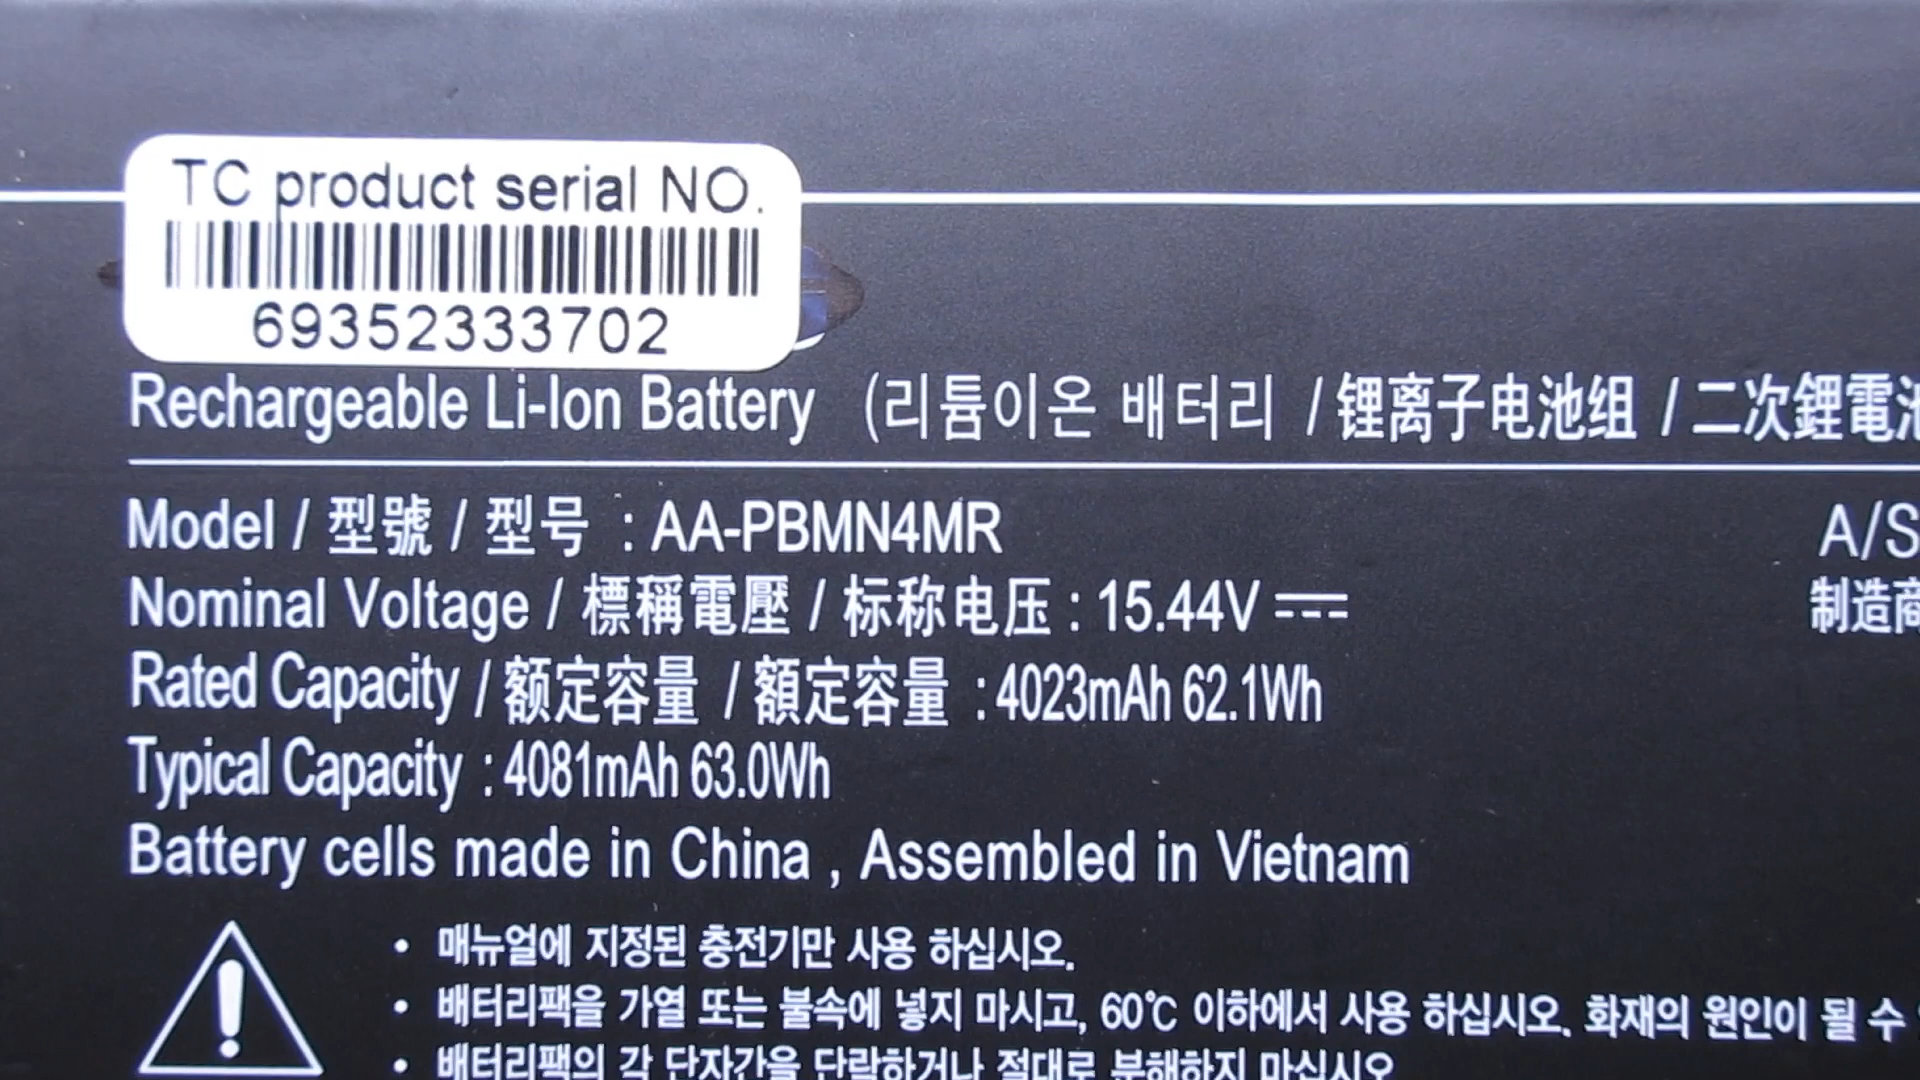 TC product serial NO.
69352333702
Rechargeable Li-Ion Battery (리튬이온 배터리 / 锂离子电池组 / 二次鋰電池
Model / 型號 / 型号 : AA-PBMN4MR
A/S
Nominal Voltage / 標稱電壓 / 标称电压 : 15.44V
制造商
Rated Capacity / 额定容量 / 額定容量 : 4023mAh 62.1Wh
Typical Capacity : 4081mAh 63.0Wh
Battery cells made in China , Assembled in Vietnam
• 매뉴얼에 지정된 충전기만 사용 하십시오.
• 배터리팩을 가열 또는 불속에 넣지 마시고, 60℃ 이하에서 사용 하십시오. 화재의 원인이 될 수
• 배터리팩의 각 단자간을 단락하거나 절대로 분해하지 마십시오